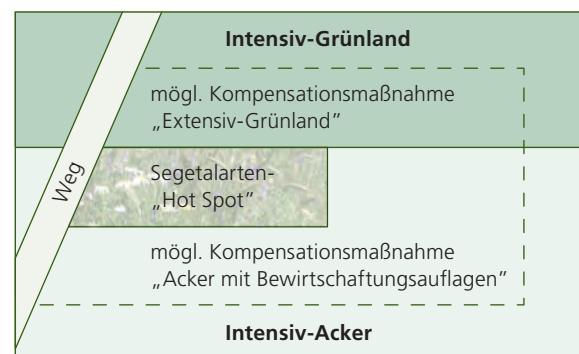 Intensiv-Grünland
mögl. Kompensationsmaßnahme
„Extensiv-Grünland”
Weg
Segetalarten-
„Hot Spot”
mögl. Kompensationsmaßnahme
„Acker mit Bewirtschaftungsauflagen”
Intensiv-Acker